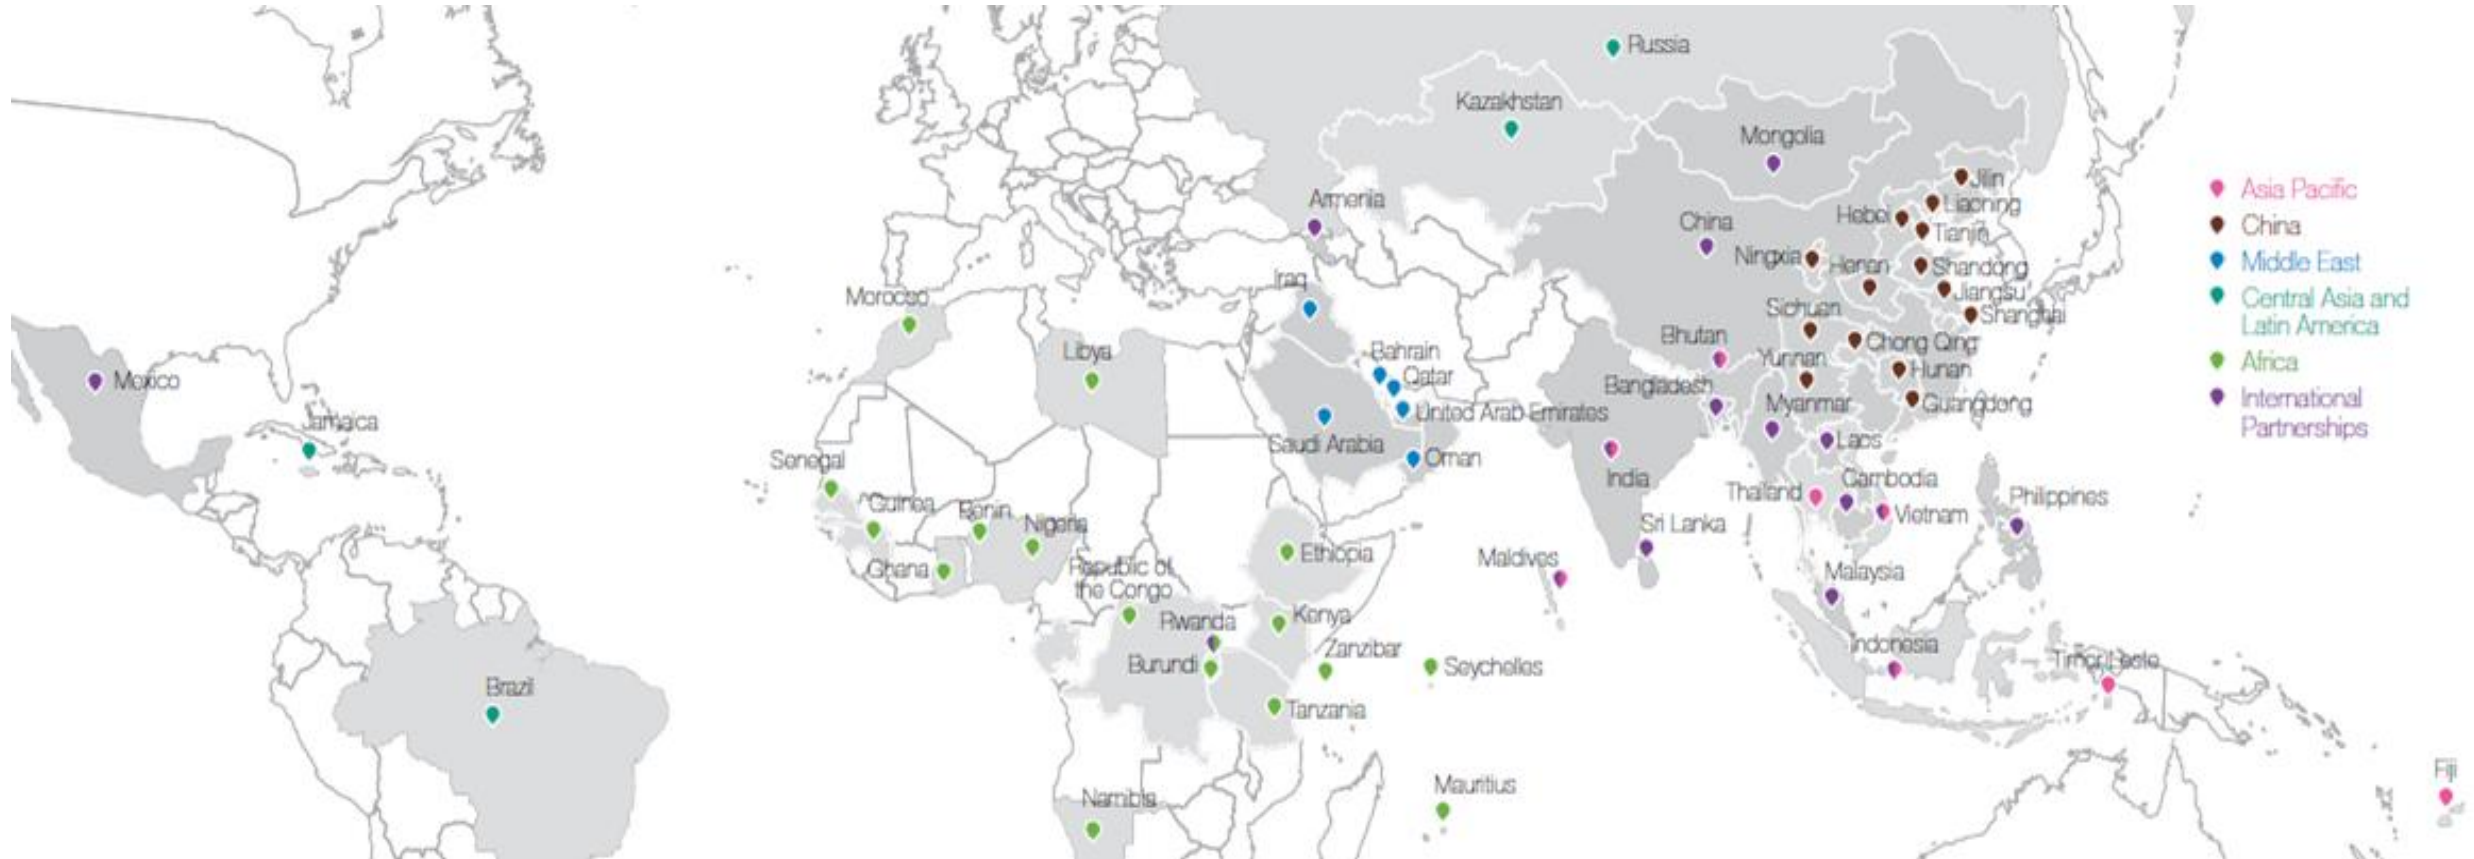 Russia
Kazakhstan
Mongolia
Jilin
Armenia
Liaoning
Hebei
China
Tianjin
Ningxia
Henan
Shandong
Iraq
Jiangsu
Morocco
Sichuan
Shanghai
Bhutan
Chong Qing
Libya
Bahrain
Yunnan
Hunan
Qatar
Mexico
Bangladesh
Myanmar
Guangdong
United Arab Emirates
Jamaica
Saudi Arabia
Laos
Senegal
Oman
India
Cambodia
Thailand
Philippines
Guinea
Benin
Nigeria
Vietnam
Sri Lanka
Ethiopia
Maldives
Ghana
Republic of
the Congo
Malaysia
Rwanda
Kenya
Indonesia
Zanzibar
Timor Leste
Burundi
Seychelles
Brazil
Tanzania
Fiji
Mauritius
Namibia
Asia Pacific
China
Middle East
Central Asia and
Latin America
Africa
International
Partnerships